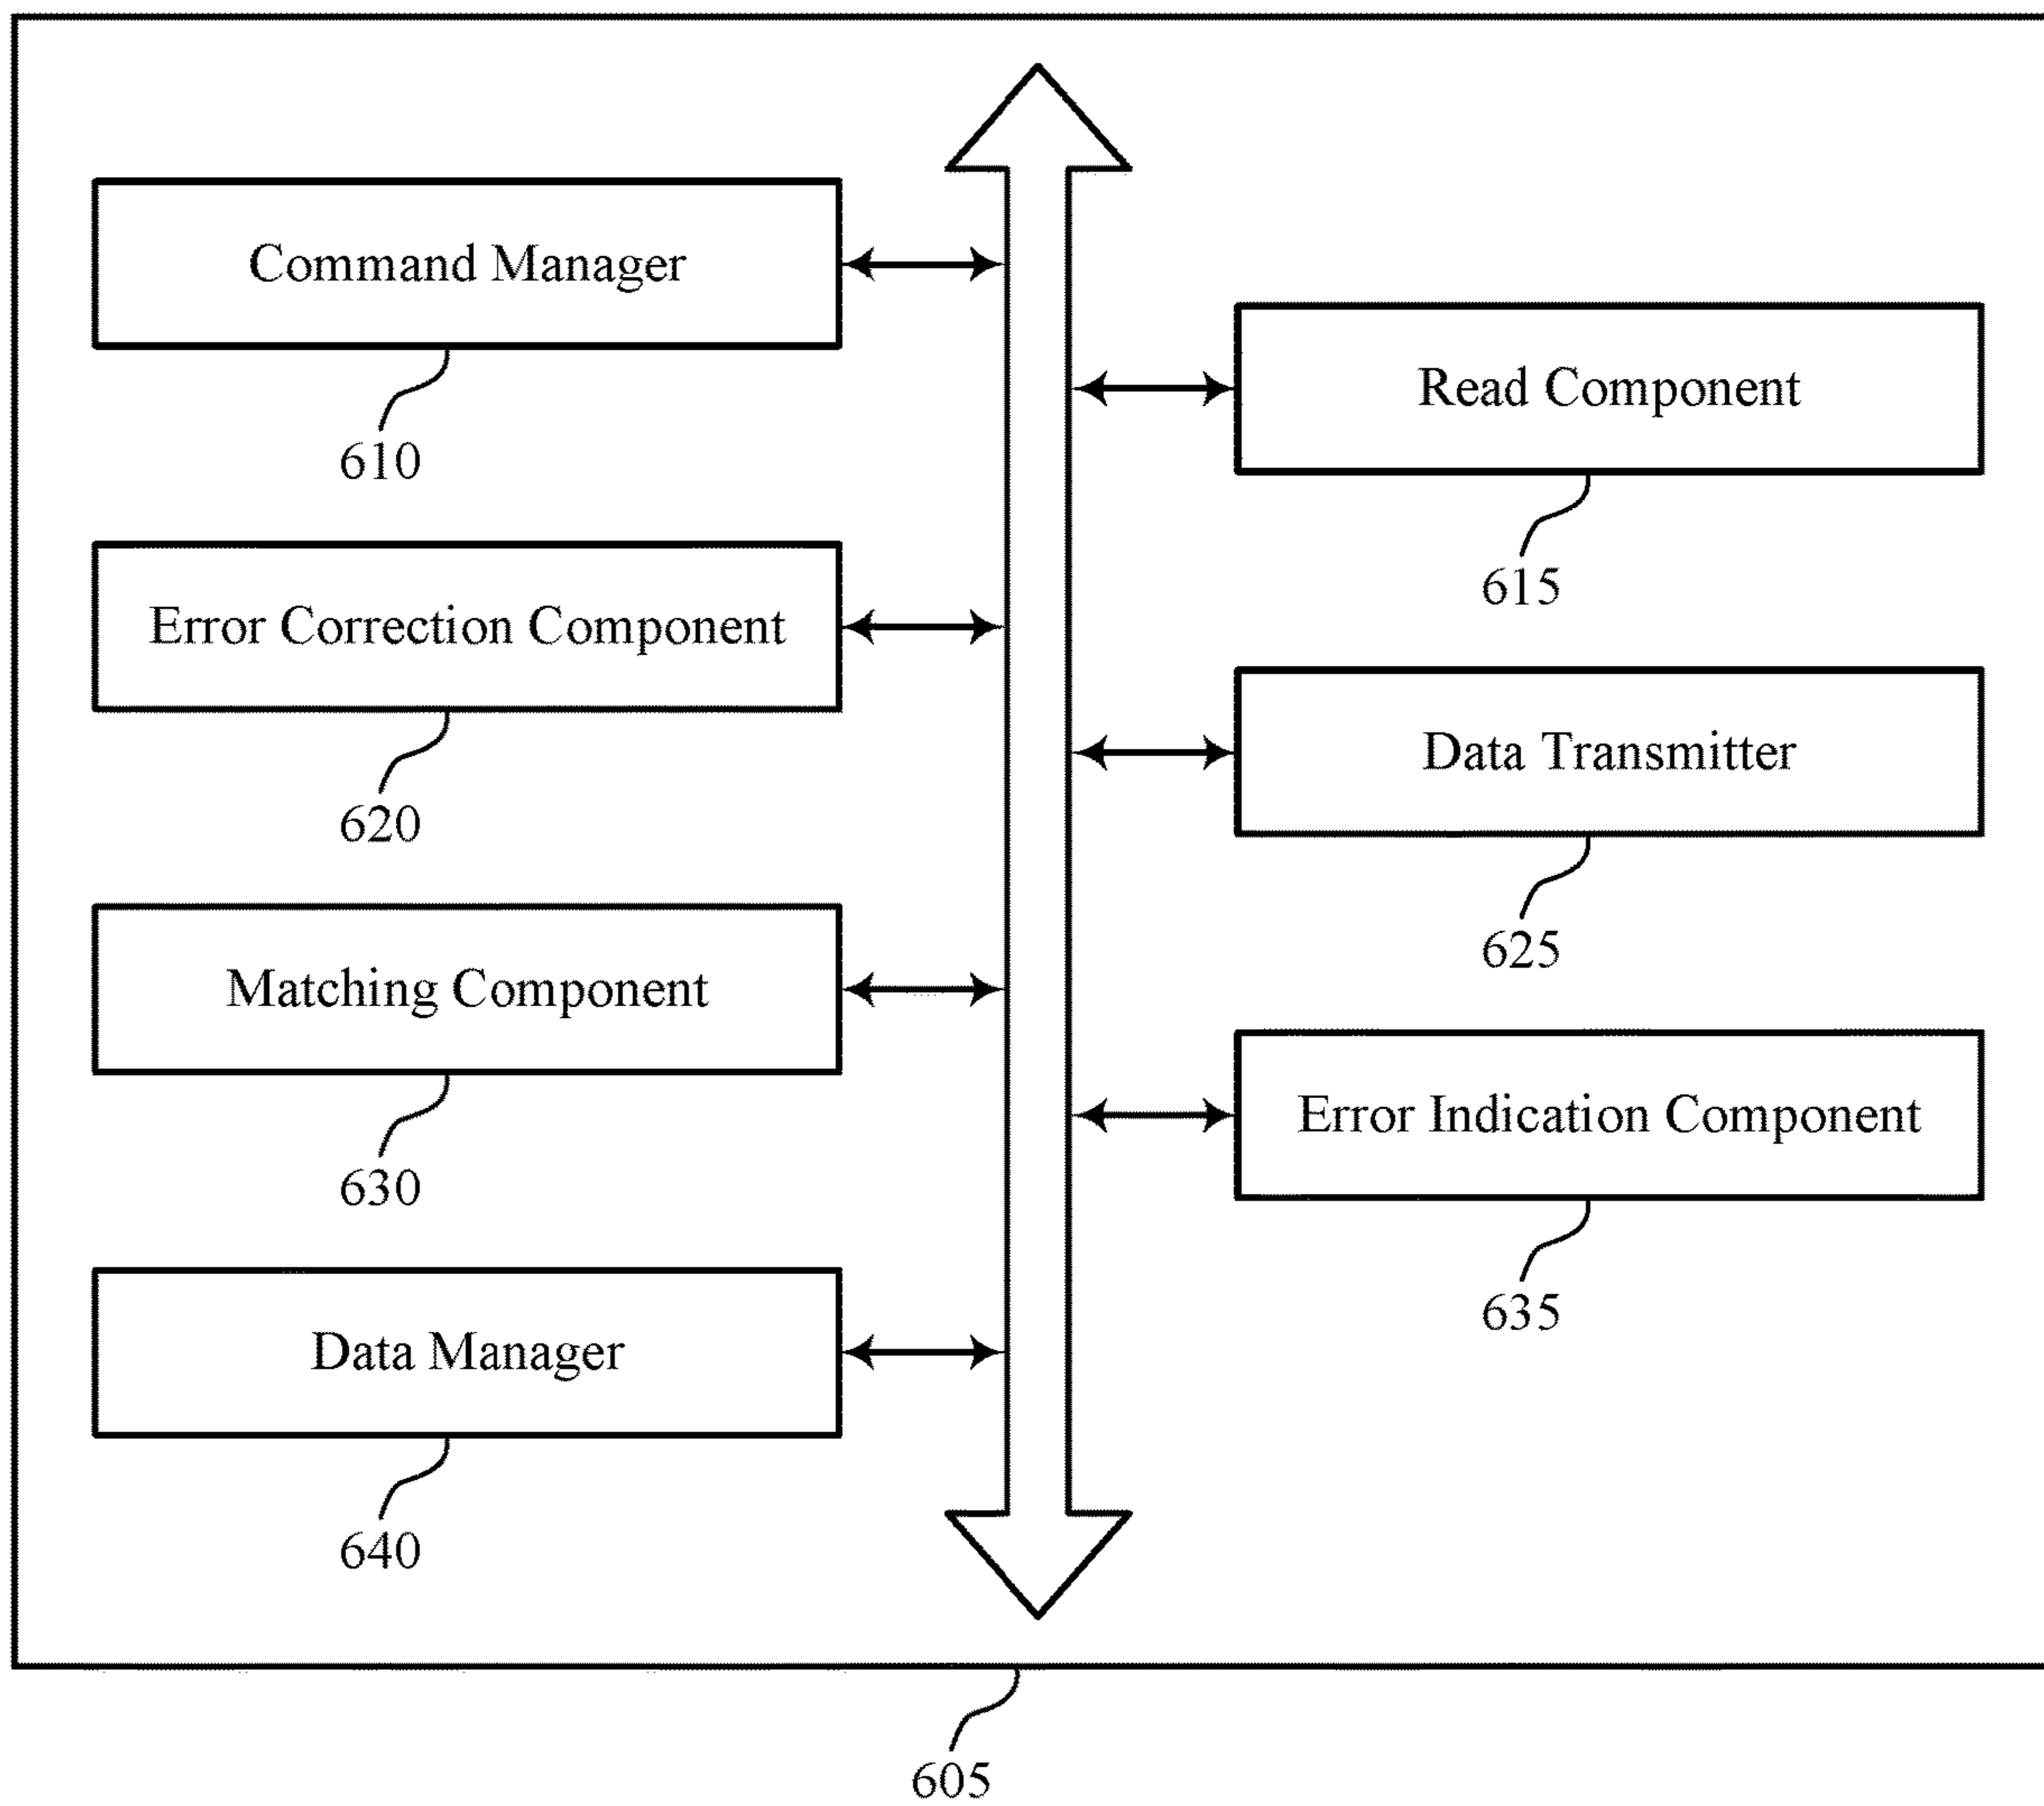 Command Manager
610
Read Component
615
Error Correction Component
620
Data Transmitter
625
Matching Component
630
Error Indication Component
635
Data Manager
640
605